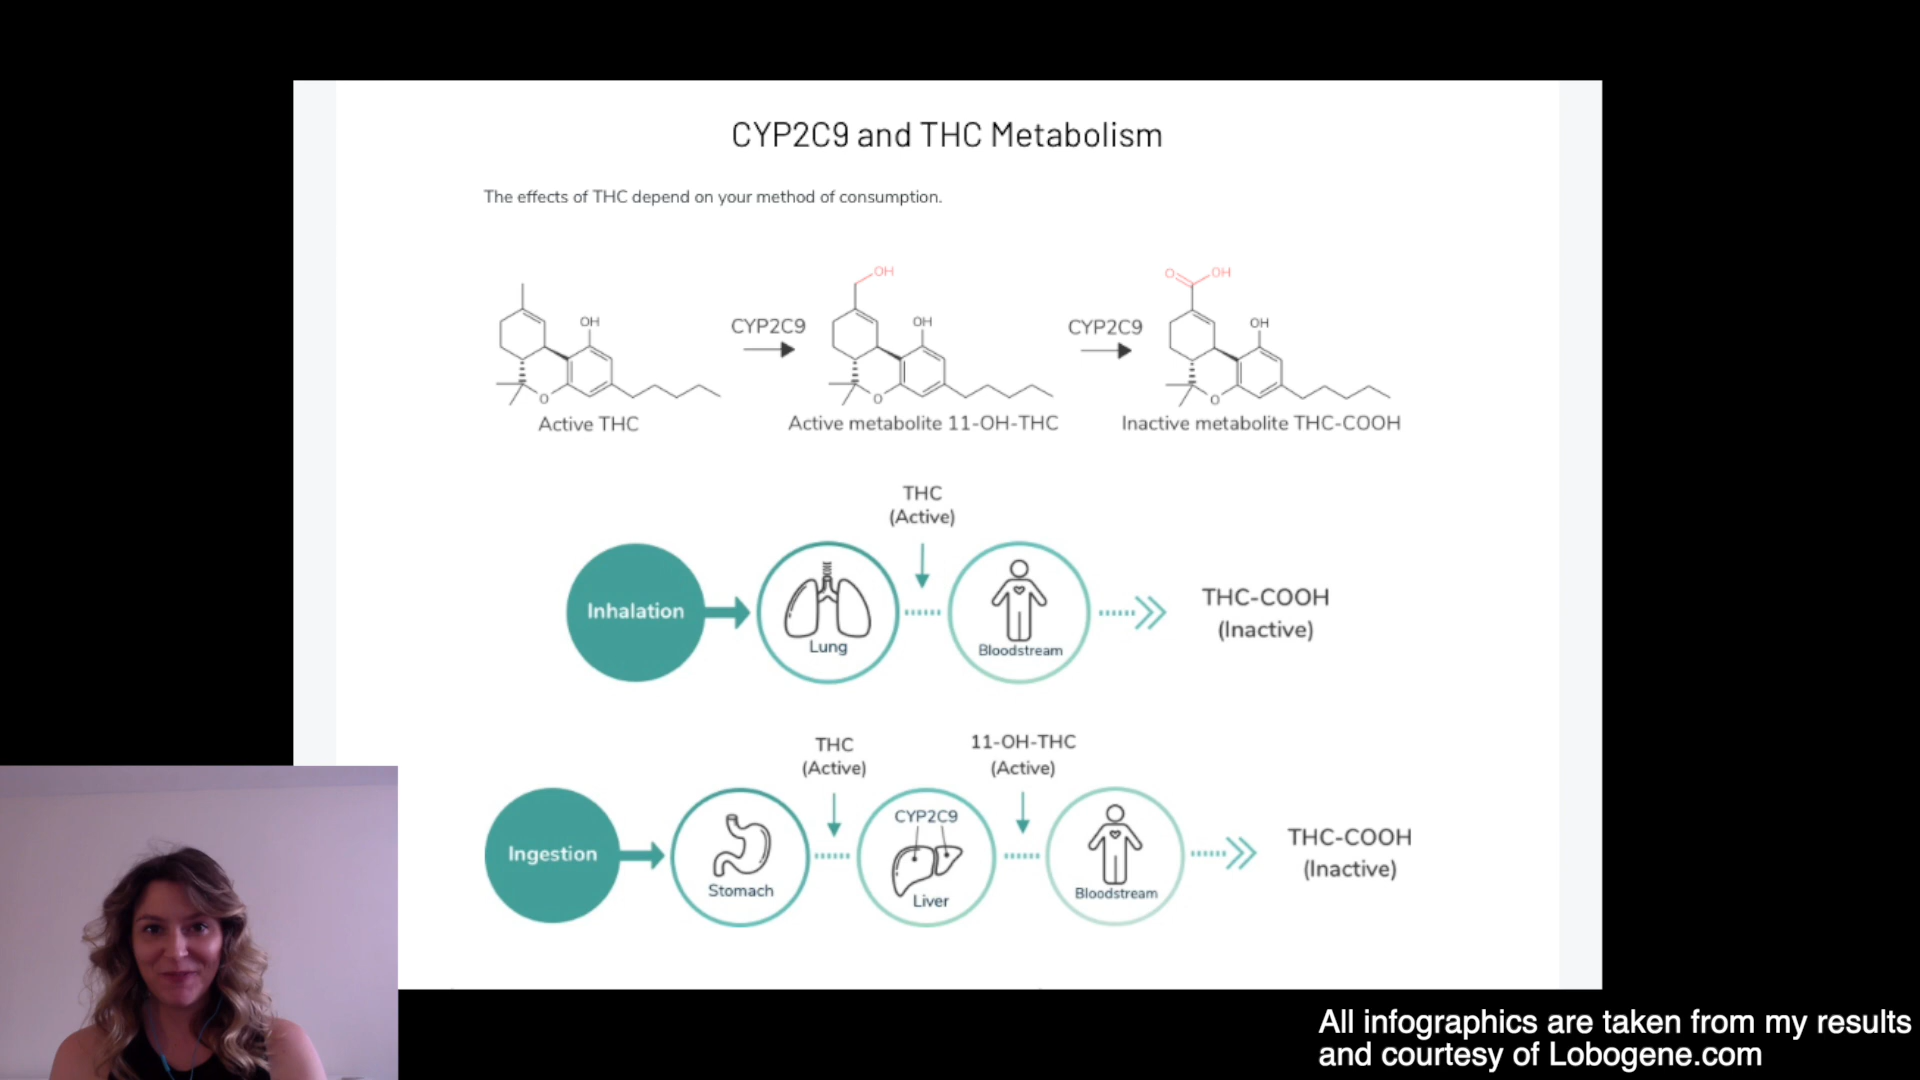 CYP2C9 and THC Metabolism
The effects of THC depend on your method of consumption.
OH
O OH
OH
CYP2C9
OH
CYP2C9
OH
O
O
O
Active THC
Active metabolite 11-OH-THC
Inactive metabolite THC-COOH
THC
(Active)
Inhalation
Lung
Bloodstream
THC-COOH
(Inactive)
THC
(Active)
11-OH-THC
(Active)
Ingestion
Stomach
CYP2C9
Liver
Bloodstream
THC-COOH
(Inactive)
All infographics are taken from my results
and courtesy of Lobogene.com